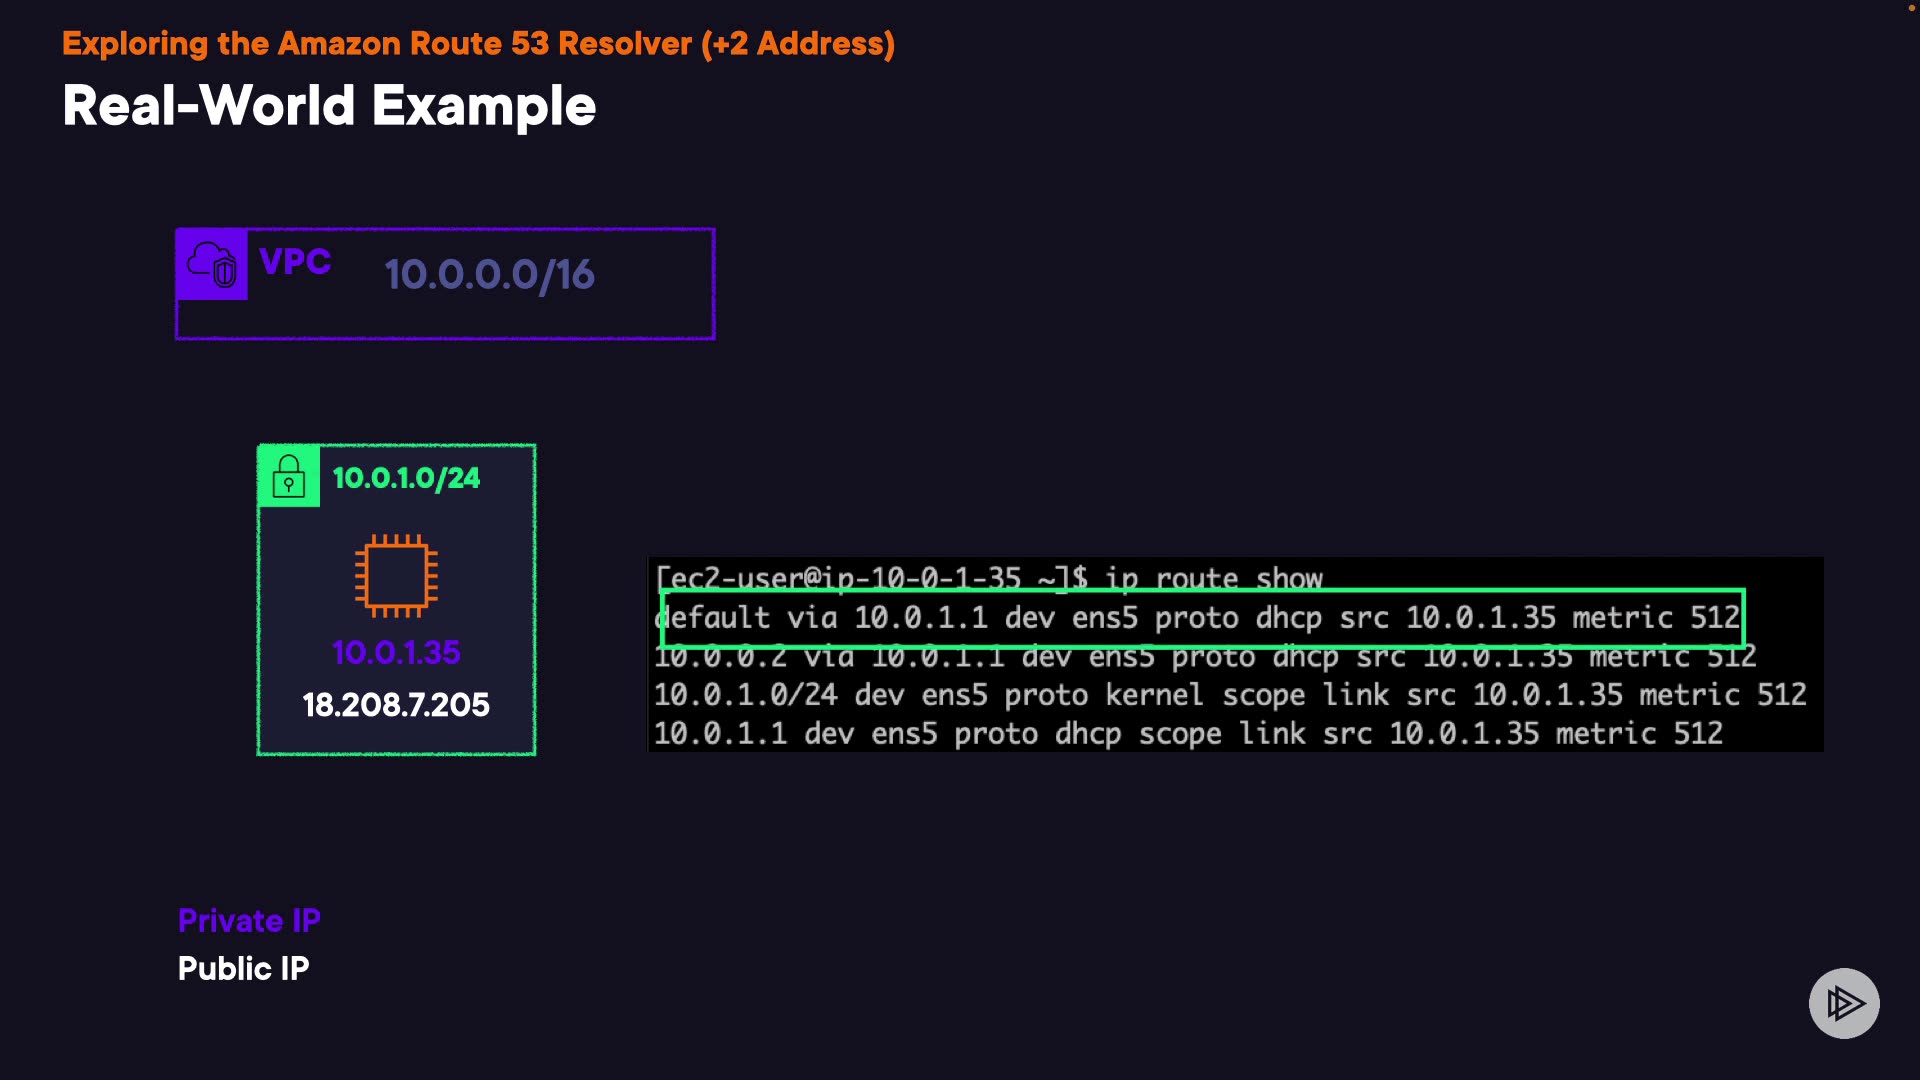 Exploring the Amazon Route 53 Resolver (+2 Address)
Real-World Example
VPC
10.0.0.0/16
10.0.1.0/24
10.0.1.35
18.208.7.205
[ec2-user@ip-10-0-1-35 ~]$ ip route show
default via 10.0.1.1 dev ens5 proto dhcp src 10.0.1.35 metric 512
10.0.0.2 via 10.0.1.1 dev ens5 proto dhcp src 10.0.1.35 metric 512
10.0.1.0/24 dev ens5 proto kernel scope link src 10.0.1.35 metric 512
10.0.1.1 dev ens5 proto dhcp scope link src 10.0.1.35 metric 512
Private IP
Public IP